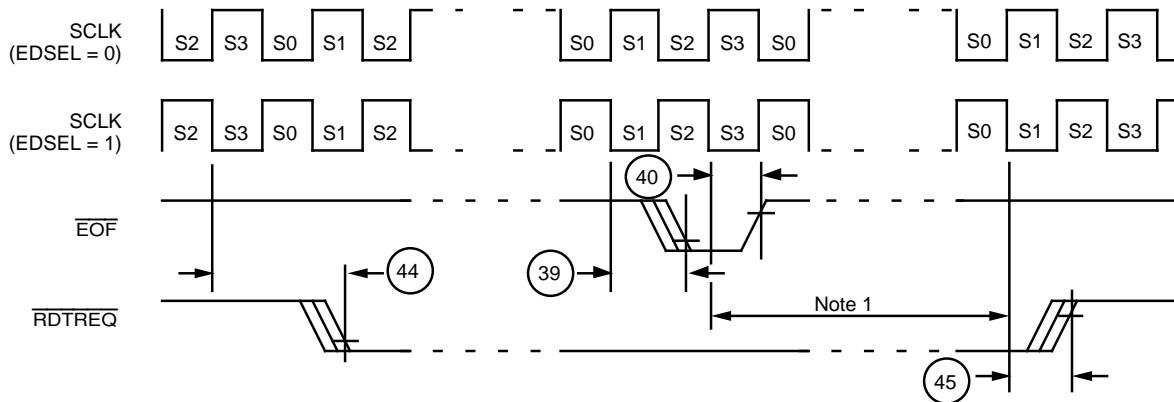 SCLK
(EDSEL = 0)
S2 S3 S0 S1 S2 S0 S1 S2 S3 S0 S0 S1 S2 S3
SCLK
(EDSEL = 1)
S2 S3 S0 S1 S2 S0 S1 S2 S3 S0 S0 S1 S2 S3
40
EOF
44
39
RDTREQ
Note 1
45